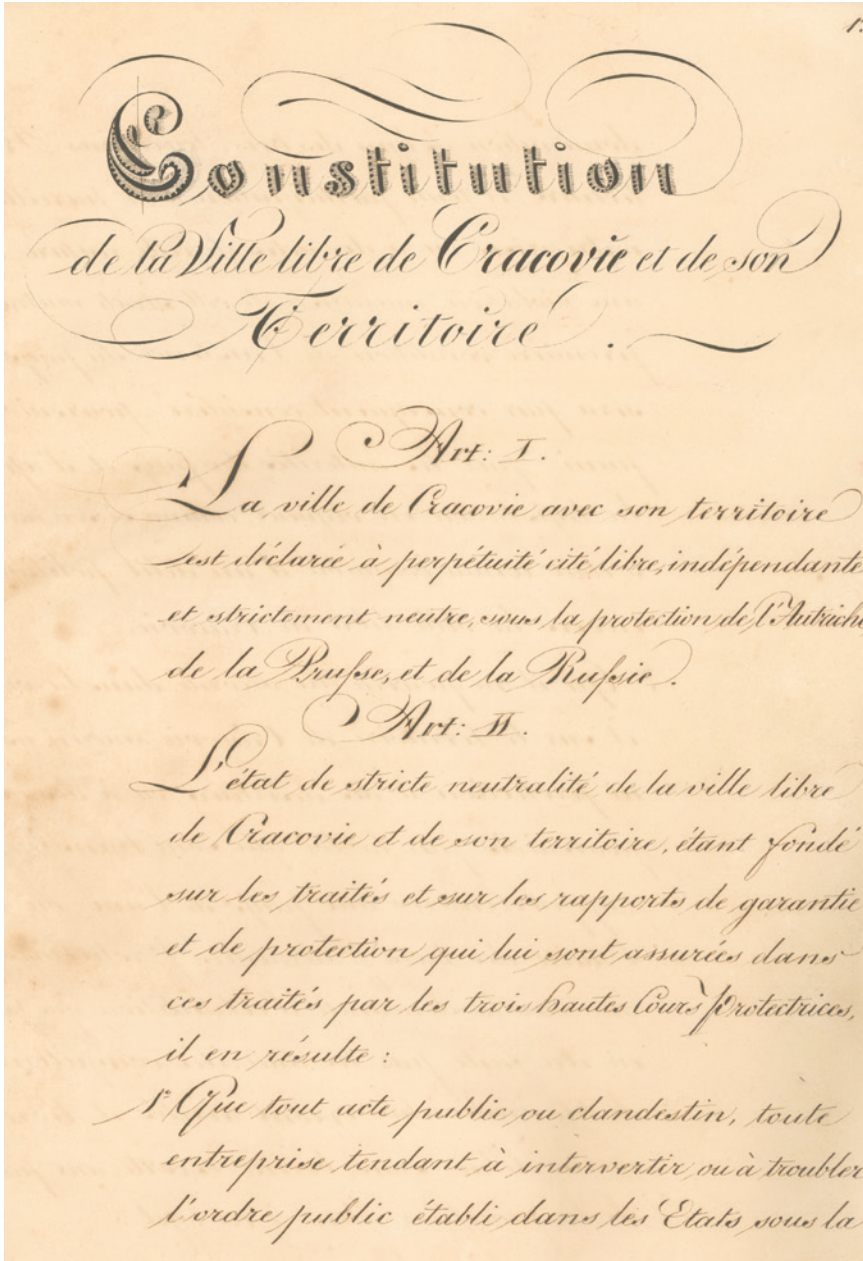 1.
Constitution
de la Ville libre de Cracovie et de son
Territoire.
Art: I.
La ville de Cracovie avec son territoire
est déclarée à perpétuité cité libre, indépendante
et strictement neutre, sous la protection de l'Autriche
de la Prusse, et de la Russie.
Art: II.
L'état de stricte neutralité de la ville libre
de Cracovie et de son territoire, étant fondé
sur les traités et sur les rapports de garantie
et de protection qui lui sont assurées dans
ces traités par les trois hautes Cours protectrices,
il en résulte :
1º Que tout acte public ou clandestin, toute
entreprise tendant à intervertir ou à troubler
l'ordre public établi dans les Etats sous la